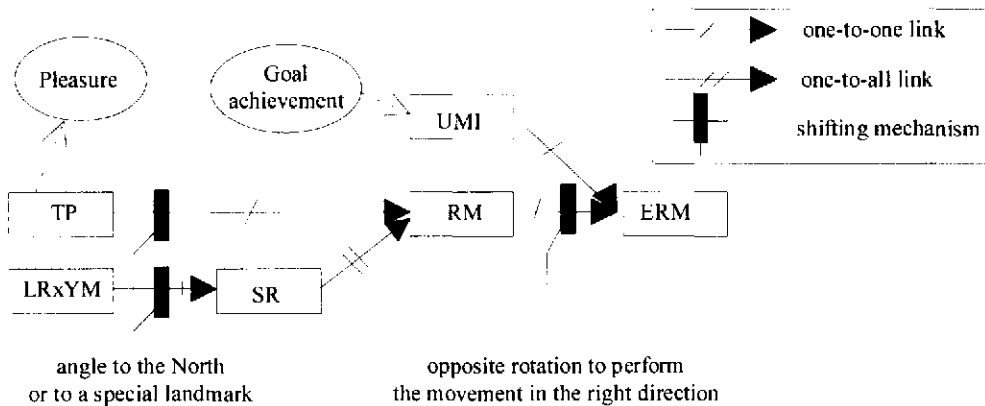 one-to-one link
Pleasure
Goal
achievement
one-to-all link
UMI
shifting mechanism
TP
RM
ERM
LRxYM
SR
angle to the North
or to a special landmark
opposite rotation to perform
the movement in the right direction